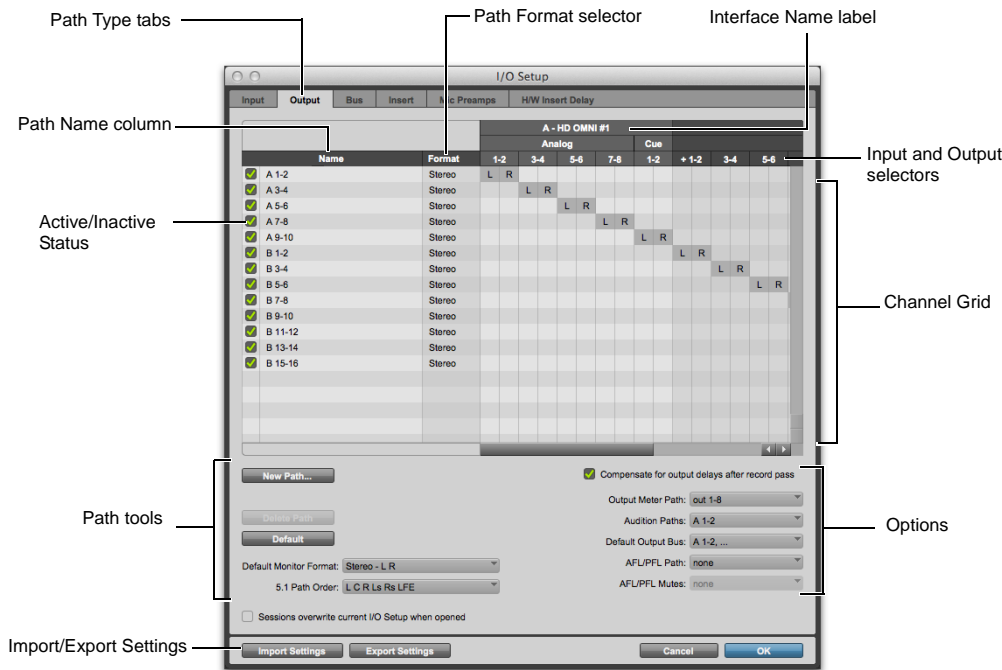 Path Type tabs
Path Format selector
Interface Name label
I/O Setup
Input Output Bus Insert Mic Preamps H/W Insert Delay
Path Name column
A - HD OMNI #1
Analog Cue
Name Format 1-2 3-4 5-6 7-8 1-2 + 1-2 3-4 5-6
Input and Output
selectors
A 1-2 Stereo L R
A 3-4 Stereo L R
A 5-6 Stereo L R
A 7-8 Stereo L R
Active/Inactive
Status
A 9-10 Stereo L R
B 1-2 Stereo L R
B 3-4 Stereo L R
B 5-6 Stereo L R
B 7-8 Stereo
Channel Grid
B 9-10 Stereo
B 11-12 Stereo
B 13-14 Stereo
B 15-16 Stereo
New Path...
Compensate for output delays after record pass
Output Meter Path: out 1-8
Path tools
Delete Path
Audition Paths: A 1-2
Options
Default
Default Output Bus: A 1-2, ...
Default Monitor Format: Stereo - L R
AFL/PFL Path: none
5.1 Path Order: L C R Ls Rs LFE
AFL/PFL Mutes: none
Sessions overwrite current I/O Setup when opened
Import/Export Settings
Import Settings Export Settings Cancel OK